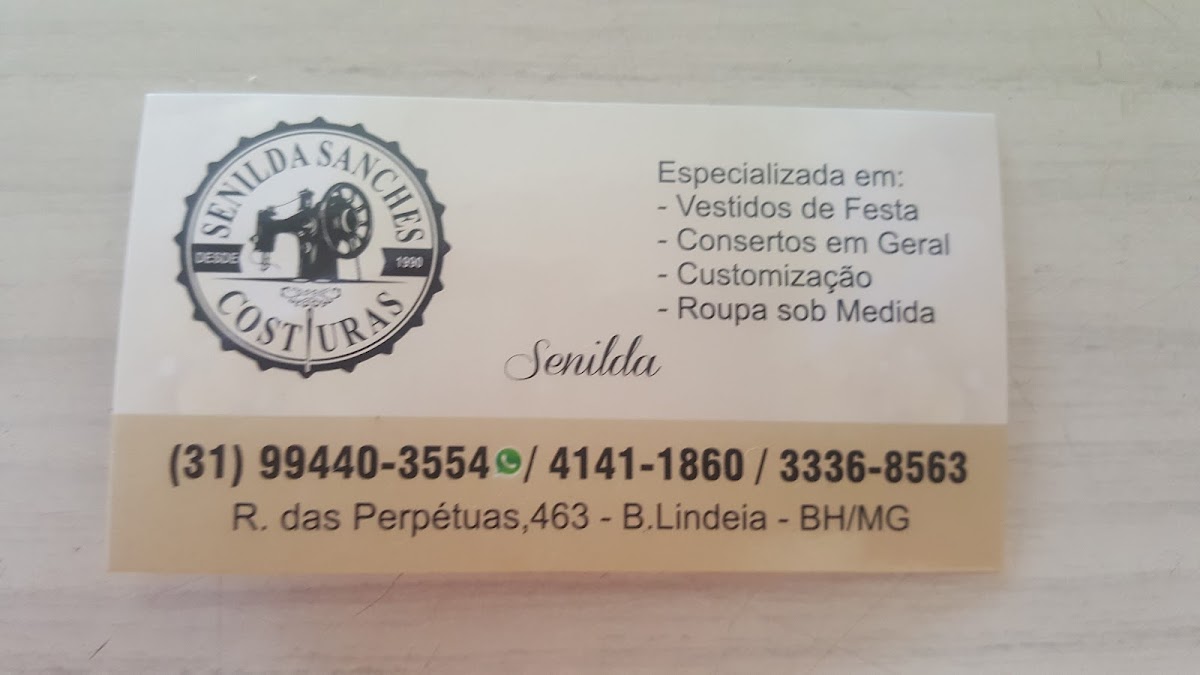 SENILDA SANCHES
DESDE 1990
COSTURAS
Especializada em:
- Vestidos de Festa
- Consertos em Geral
- Customização
- Roupa sob Medida
Senilda
(31) 99440-3554 / 4141-1860 / 3336-8563
R. das Perpétuas,463 - B.Lindeia - BH/MG